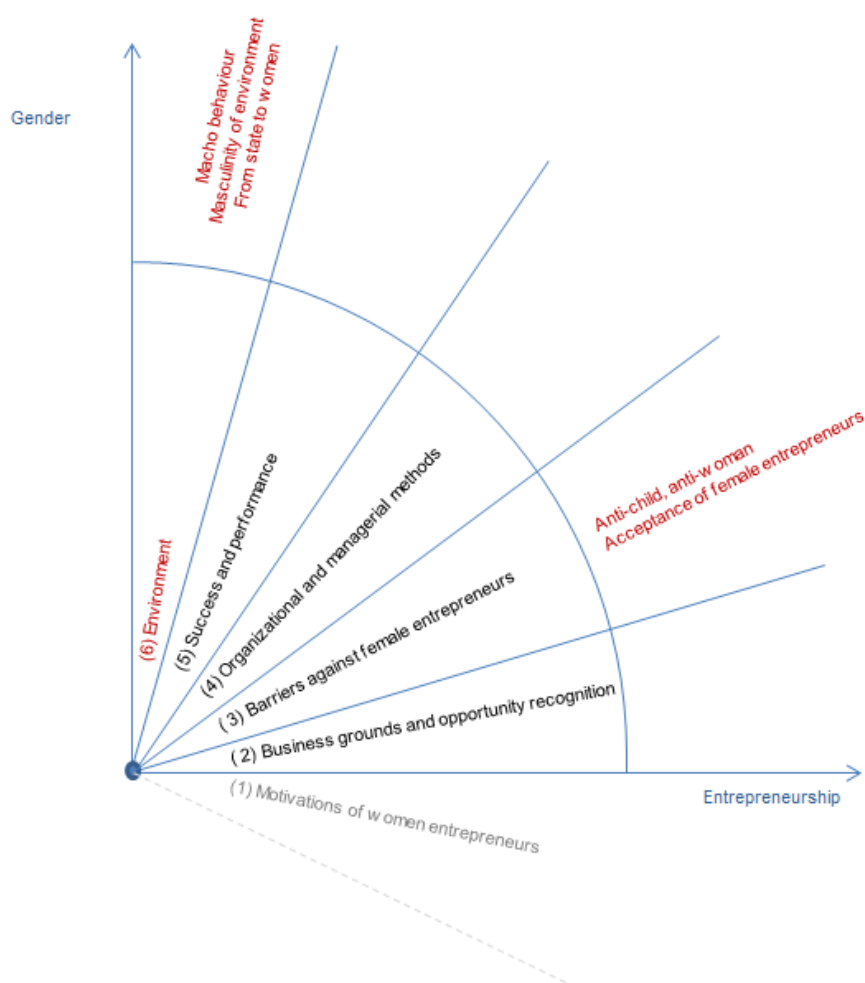 Macho behaviour
Masculinity of environment
From state to women
Gender
Anti-child, anti-woman
Acceptance of female entrepreneurs
(6) Environment
(5) Success and performance
(4) Organizational and managerial methods
(3) Barriers against female entrepreneurs
(2) Business grounds and opportunity recognition
(1) Motivations of women entrepreneurs
Entrepreneurship